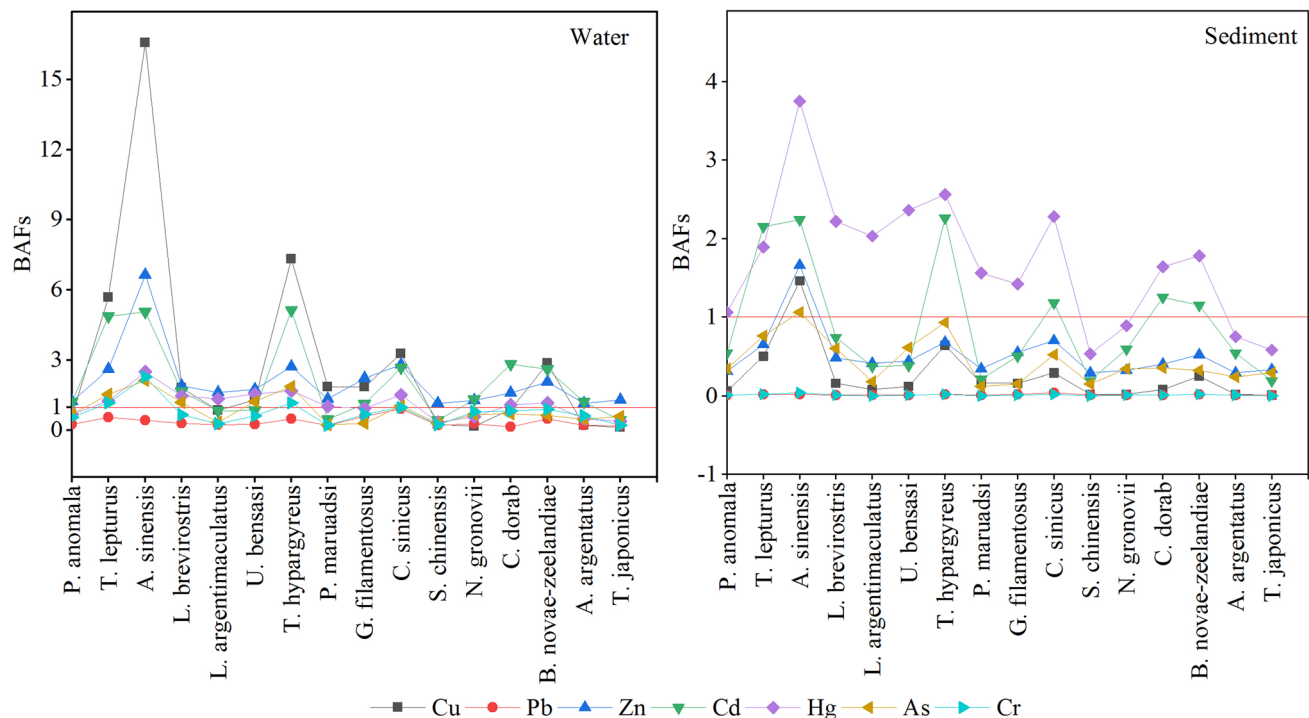 Water
BAFs
15
12
9
6
3
1
0
P. anomala
T. lepturus
A. sinensis
L. brevirostris
L. argentimaculatus
U. bensasi
T. hypargyreus
P. maruadsi
G. filamentosus
C. sinicus
S. chinensis
N. gronovii
C. dorab
B. novae-zeelandiae
A. argentatus
T. japonicus
Sediment
BAFs
4
3
2
1
0
-1
P. anomala
T. lepturus
A. sinensis
L. brevirostris
L. argentimaculatus
U. bensasi
T. hypargyreus
P. maruadsi
G. filamentosus
C. sinicus
S. chinensis
N. gronovii
C. dorab
B. novae-zeelandiae
A. argentatus
T. japonicus
Cu Pb Zn Cd Hg As Cr